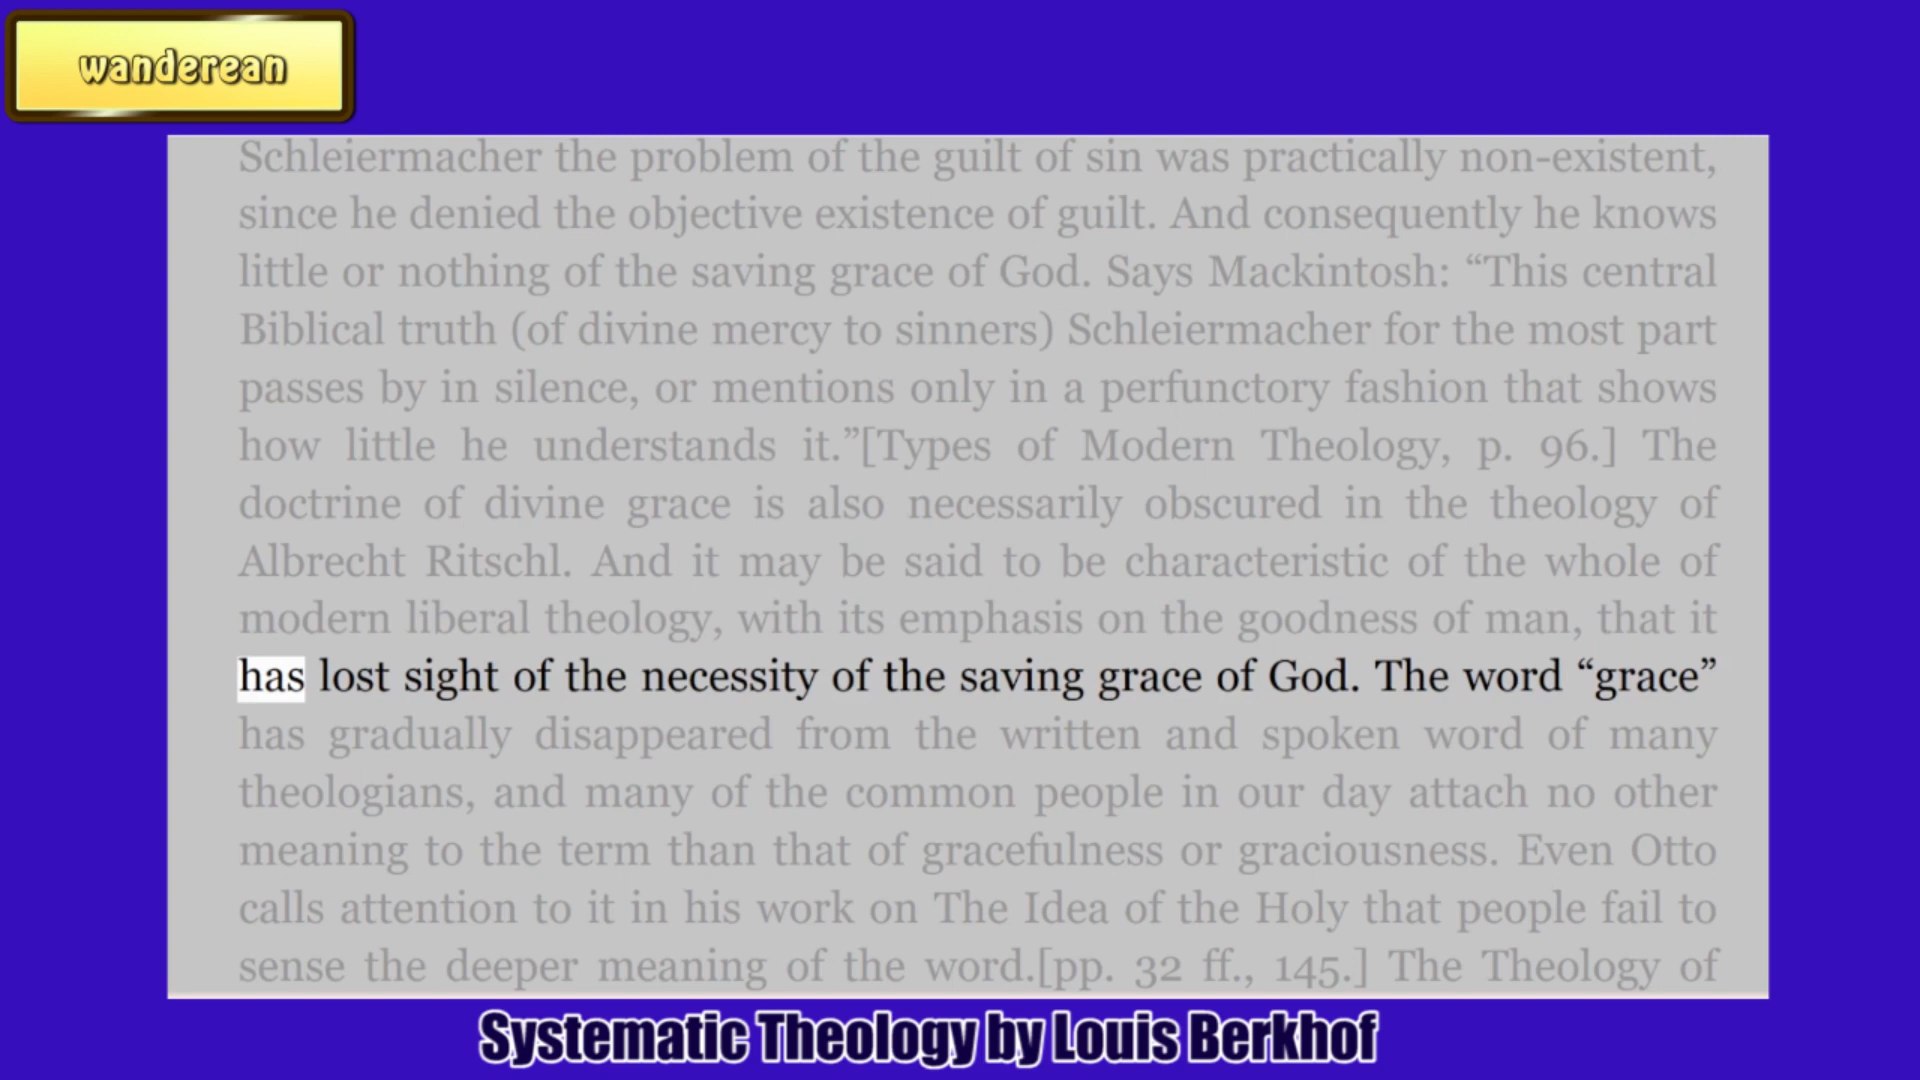 wanderean
Schleiermacher the problem of the guilt of sin was practically non-existent,
since he denied the objective existence of guilt. And consequently he knows
little or nothing of the saving grace of God. Says Mackintosh: “This central
Biblical truth (of divine mercy to sinners) Schleiermacher for the most part
passes by in silence, or mentions only in a perfunctory fashion that shows
how little he understands it.”[Types of Modern Theology, p. 96.] The
doctrine of divine grace is also necessarily obscured in the theology of
Albrecht Ritschl. And it may be said to be characteristic of the whole of
modern liberal theology, with its emphasis on the goodness of man, that it
has lost sight of the necessity of the saving grace of God. The word “grace”
has gradually disappeared from the written and spoken word of many
theologians, and many of the common people in our day attach no other
meaning to the term than that of gracefulness or graciousness. Even Otto
calls attention to it in his work on The Idea of the Holy that people fail to
sense the deeper meaning of the word.[pp. 32 ff., 145.] The Theology of
Systematic Theology by Louis Berkhof